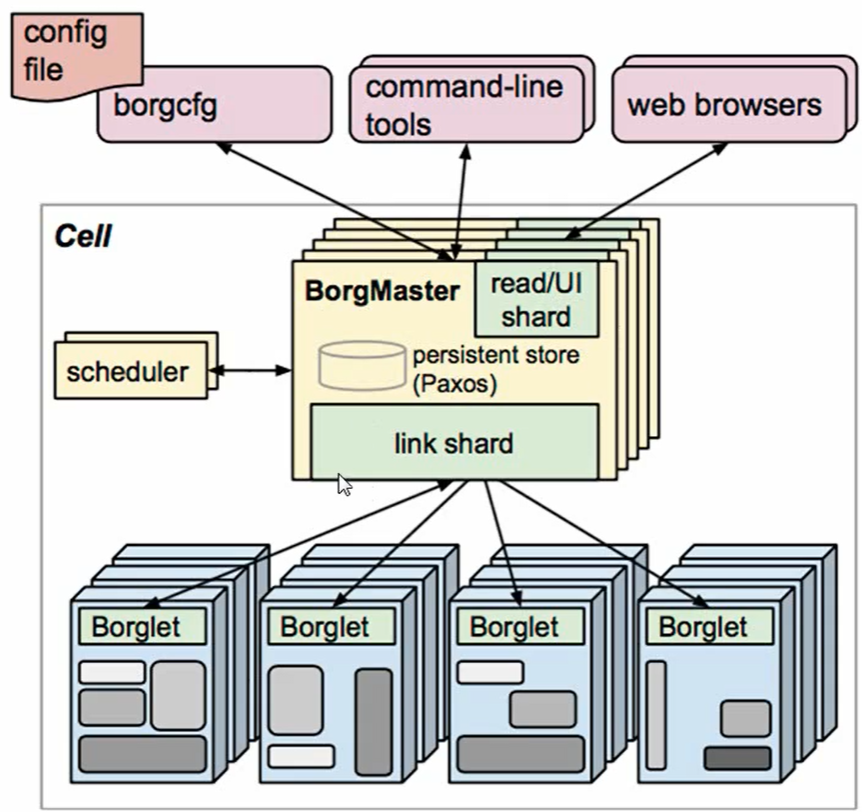 config
file
borgcfg
command-line
tools
web browsers
Cell
BorgMaster
read/UI
shard
scheduler
persistent store
(Paxos)
link shard
Borglet
Borglet
Borglet
Borglet